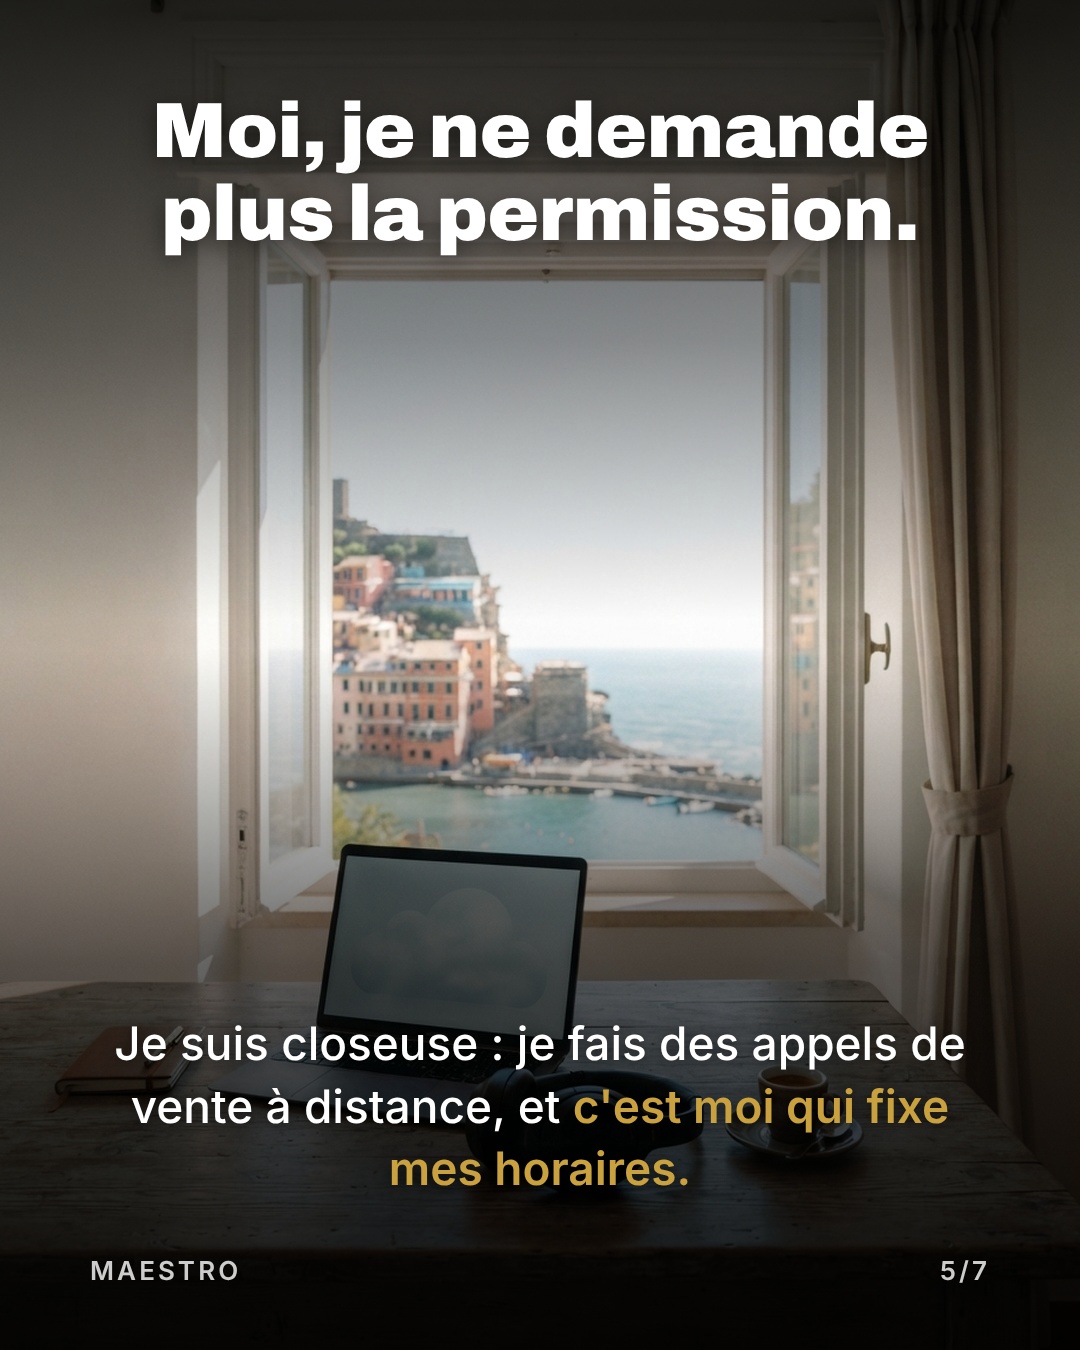 Moi, je ne demande
plus la permission.
Je suis closeuse : je fais des appels de
vente à distance, et c'est moi qui fixe
mes horaires.
MAESTRO
5/7